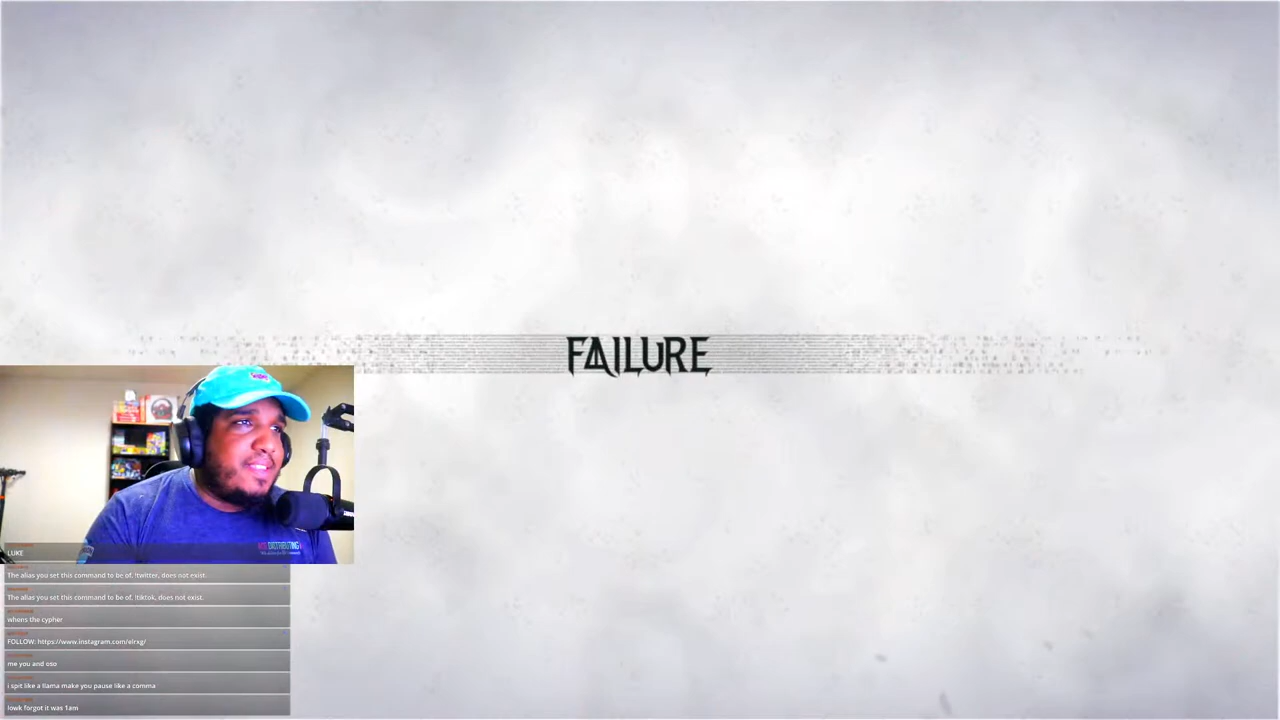 FAILURE
LUKE
The alias you set this command to be of, !twitter, does not exist.
The alias you set this command to be of, !tiktok, does not exist.
whens the cypher
FOLLOW: https://www.instagram.com/eirxg/
me you and oso
i spit like a llama make you pause like a comma
lowk forgot it was 1am